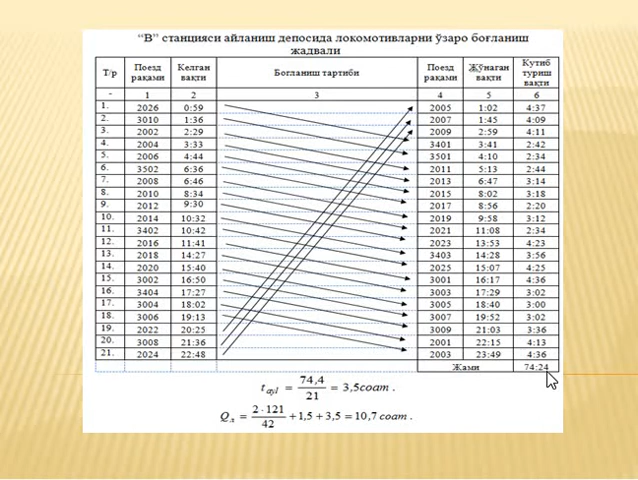 “В” станцияси айланиш депосида локомотивларни ўзаро боғланиш
жадвали
Т/р Поезд рақами Келган вақти Богланиш тартиби Поезд рақами Жўнаган вақти Кутиб туриш вақти
- 1 2 3 4 5 6
1. 2026 0:59 2005 1:02 4:37
2. 3010 1:36 2007 1:45 4:09
3. 2002 2:29 2009 2:59 4:11
4. 2004 3:33 3401 3:41 2:42
5. 2006 4:44 3501 4:10 2:34
6. 3502 6:36 2011 5:13 2:44
7. 2008 6:46 2013 6:47 3:14
8. 2010 8:34 2015 8:02 3:18
9. 2012 9:30 2017 8:56 2:20
10. 2014 10:32 2019 9:58 3:12
11. 3402 10:42 2021 11:08 2:34
12. 2016 11:41 2023 13:53 4:23
13. 2018 14:27 3403 14:28 3:56
14. 2020 15:40 2025 15:07 4:25
15. 3002 16:50 3001 16:17 4:36
16. 3404 17:27 3003 17:29 3:02
17. 3004 18:02 3005 18:40 3:00
18. 3006 19:13 3007 19:52 3:02
19. 2022 20:25 3009 21:03 3:36
20. 3008 21:36 2001 22:15 4:13
21. 2024 22:48 2003 23:49 4:36
Жами 74:24
t ayl = 74,4 / 21 = 3,5 соат .
Q л = 2·121 / 42 + 1,5 + 3,5 = 10,7 соат .